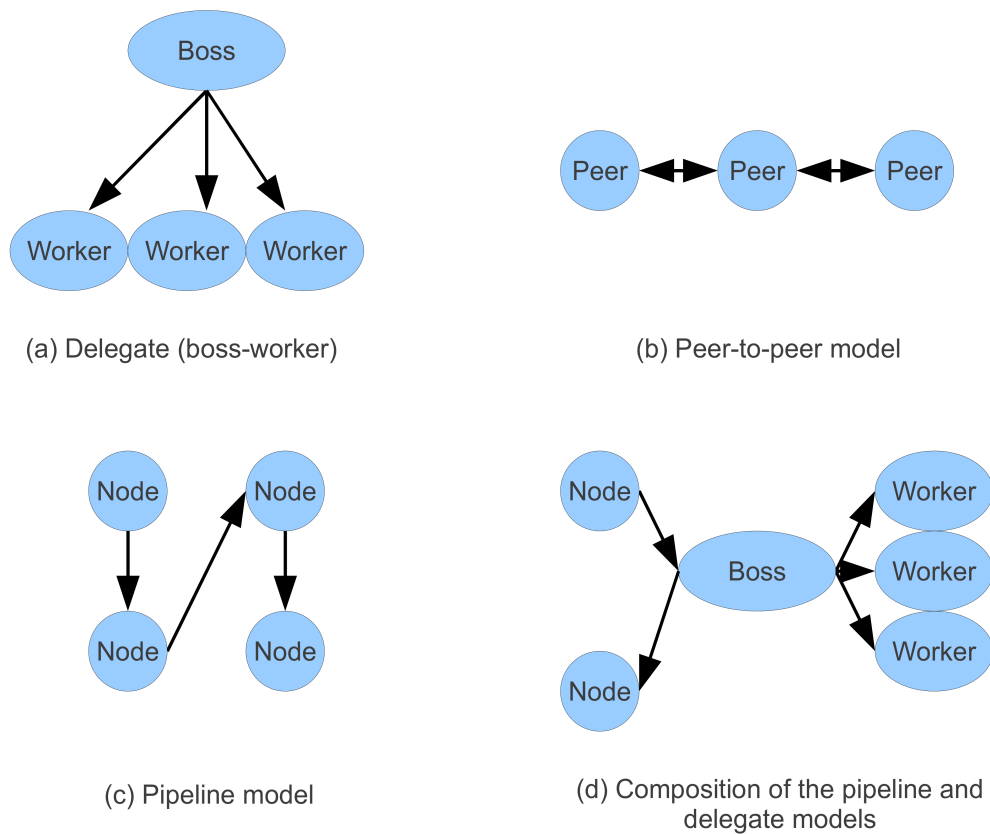 Boss
Worker Worker Worker
(a) Delegate (boss-worker)
Peer Peer Peer
(b) Peer-to-peer model
Node Node
Node Node
(c) Pipeline model
Node Worker
Boss Worker
Worker
Node
(d) Composition of the pipeline and
delegate models